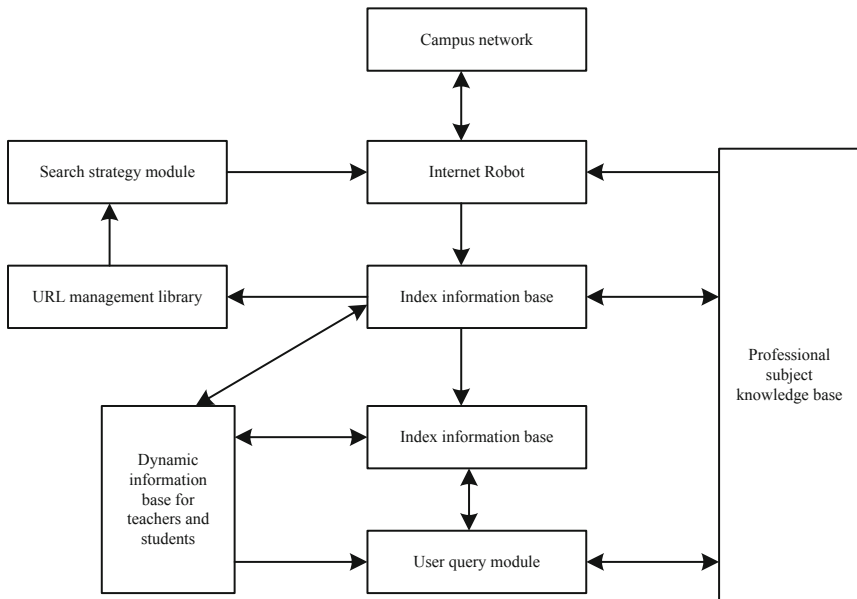 Campus network
Search strategy module
Internet Robot
URL management library
Index information base
Professional
subject
knowledge base
Index information base
Dynamic
information
base for
teachers and
students
User query module